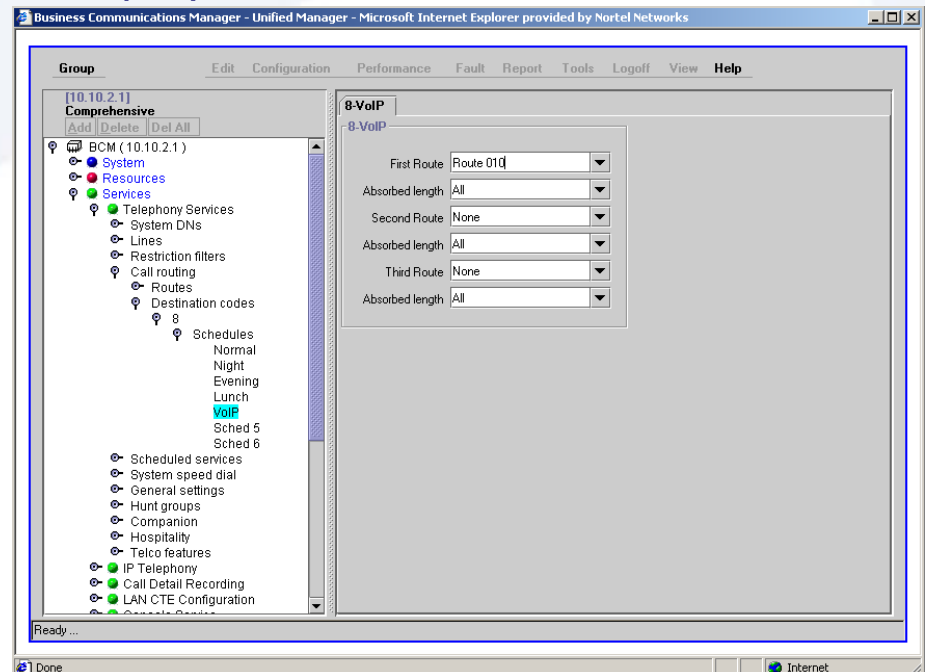 Business Communications Manager - Unified Manager - Microsoft Internet Explorer provided by Nortel Networks
Group Edit Configuration Performance Fault Report Tools Logoff View Help
[10.10.2.1]
Comprehensive
Add Delete Del All
BCM ( 10.10.2.1 )
System
Resources
Services
Telephony Services
System DNs
Lines
Restriction filters
Call routing
Routes
Destination codes
8
Schedules
Normal
Night
Evening
Lunch
VoIP
Sched 5
Sched 6
Scheduled services
System speed dial
General settings
Hunt groups
Companion
Hospitality
Telco features
IP Telephony
Call Detail Recording
LAN CTE Configuration
8-VoIP
8-VoIP
First Route Route 010
Absorbed length All
Second Route None
Absorbed length All
Third Route None
Absorbed length All
Ready ...
Done
Internet